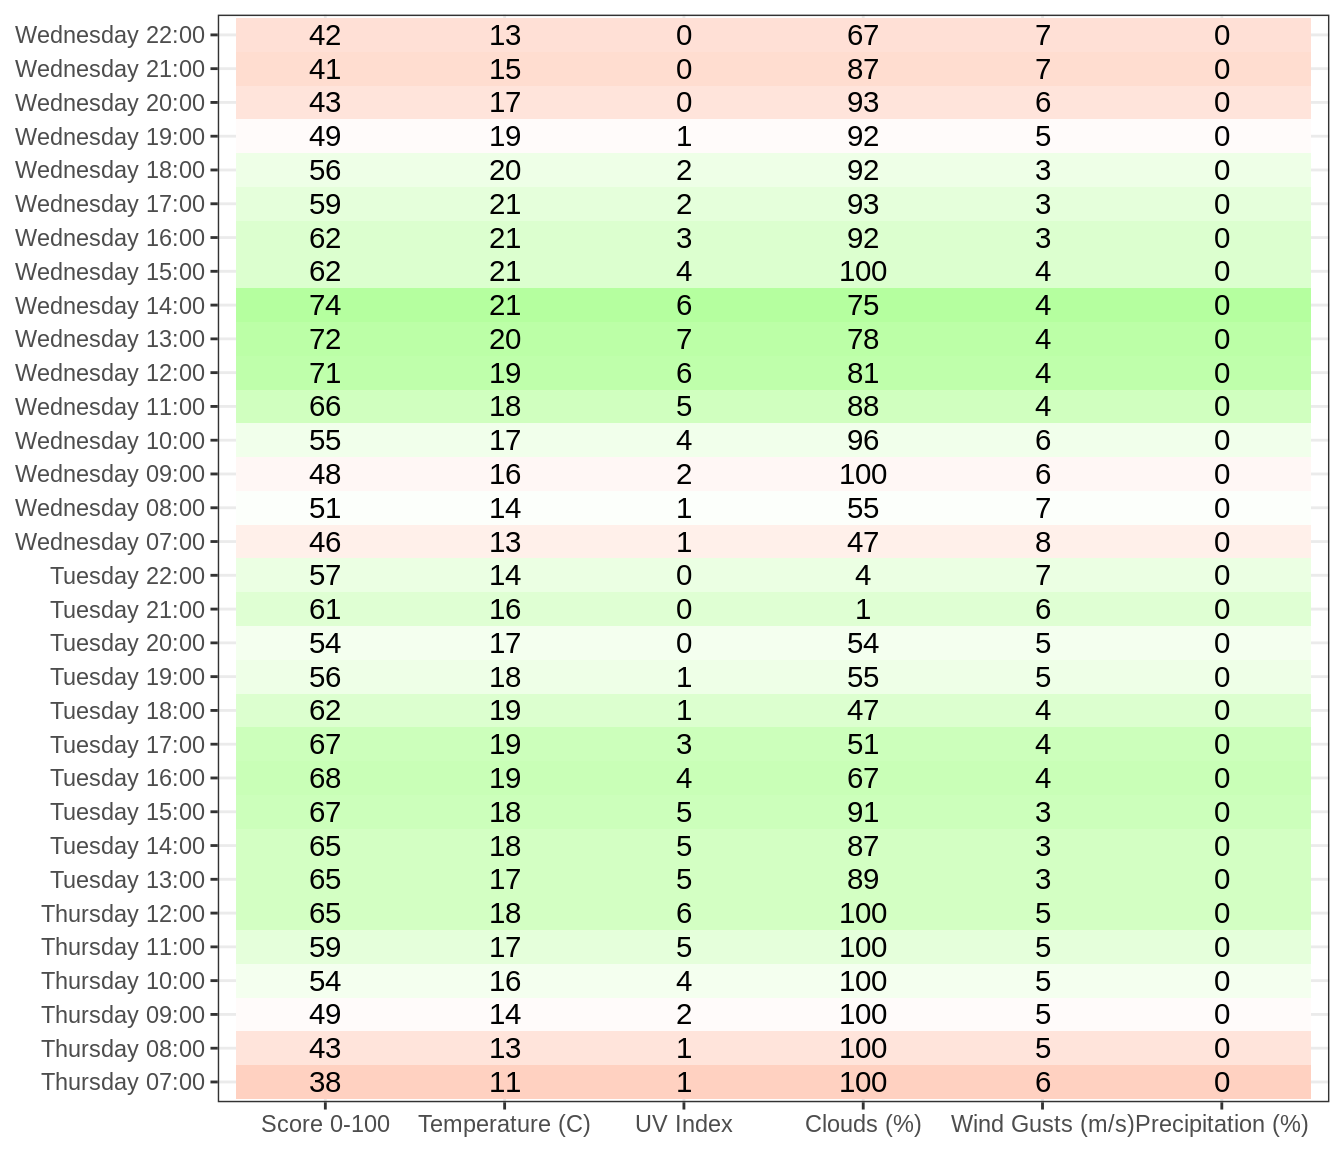 Wednesday 22:00 42 13 0 67 7 0
Wednesday 21:00 41 15 0 87 7 0
Wednesday 20:00 43 17 0 93 6 0
Wednesday 19:00 49 19 1 92 5 0
Wednesday 18:00 56 20 2 92 3 0
Wednesday 17:00 59 21 2 93 3 0
Wednesday 16:00 62 21 3 92 3 0
Wednesday 15:00 62 21 4 100 4 0
Wednesday 14:00 74 21 6 75 4 0
Wednesday 13:00 72 20 7 78 4 0
Wednesday 12:00 71 19 6 81 4 0
Wednesday 11:00 66 18 5 88 4 0
Wednesday 10:00 55 17 4 96 6 0
Wednesday 09:00 48 16 2 100 6 0
Wednesday 08:00 51 14 1 55 7 0
Wednesday 07:00 46 13 1 47 8 0
Tuesday 22:00 57 14 0 4 7 0
Tuesday 21:00 61 16 0 1 6 0
Tuesday 20:00 54 17 0 54 5 0
Tuesday 19:00 56 18 1 55 5 0
Tuesday 18:00 62 19 1 47 4 0
Tuesday 17:00 67 19 3 51 4 0
Tuesday 16:00 68 19 4 67 4 0
Tuesday 15:00 67 18 5 91 3 0
Tuesday 14:00 65 18 5 87 3 0
Tuesday 13:00 65 17 5 89 3 0
Thursday 12:00 65 18 6 100 5 0
Thursday 11:00 59 17 5 100 5 0
Thursday 10:00 54 16 4 100 5 0
Thursday 09:00 49 14 2 100 5 0
Thursday 08:00 43 13 1 100 5 0
Thursday 07:00 38 11 1 100 6 0
Score 0-100 Temperature (C) UV Index Clouds (%) Wind Gusts (m/s) Precipitation (%)